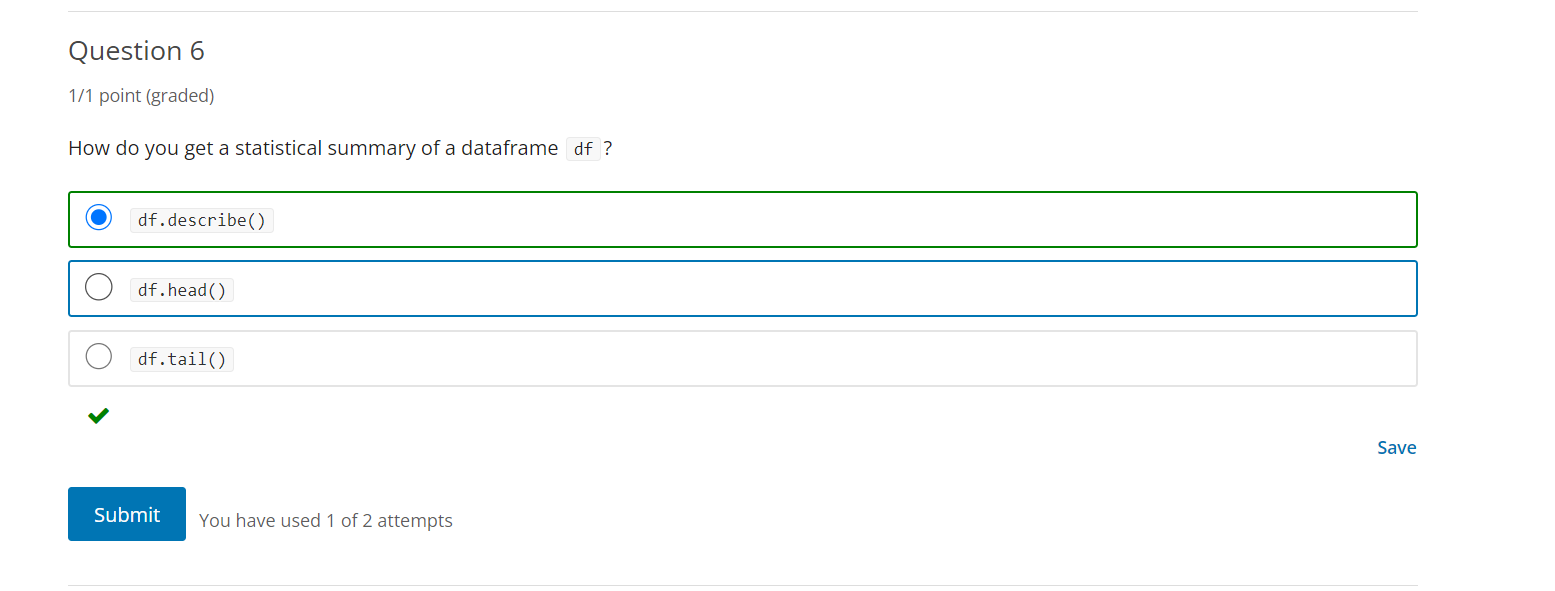 Question 6
1/1 point (graded)
How do you get a statistical summary of a dataframe df ?
df.describe()
df.head()
df.tail()
Save
Submit
You have used 1 of 2 attempts